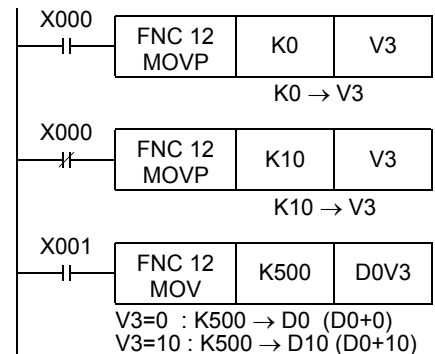 X000
FNC 12
MOVP
K0
V3
K0 → V3
X000
FNC 12
MOVP
K10
V3
K10 → V3
X001
FNC 12
MOV
K500
D0V3
V3=0 : K500 → D0 (D0+0)
V3=10 : K500 → D10 (D0+10)